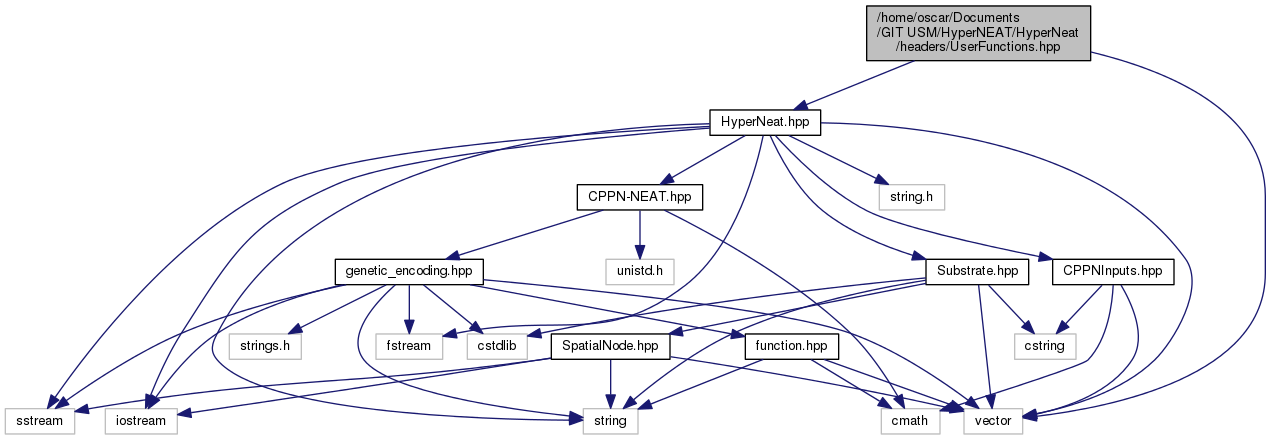 /home/oscar/Documents
/GIT USM/HyperNEAT/HyperNeat
/headers/UserFunctions.hpp
HyperNeat.hpp
CPPN-NEAT.hpp
string.h
genetic_encoding.hpp
unistd.h
Substrate.hpp
CPPNInputs.hpp
strings.h
fstream
cstdlib
SpatialNode.hpp
function.hpp
cstring
sstream
iostream
string
cmath
vector